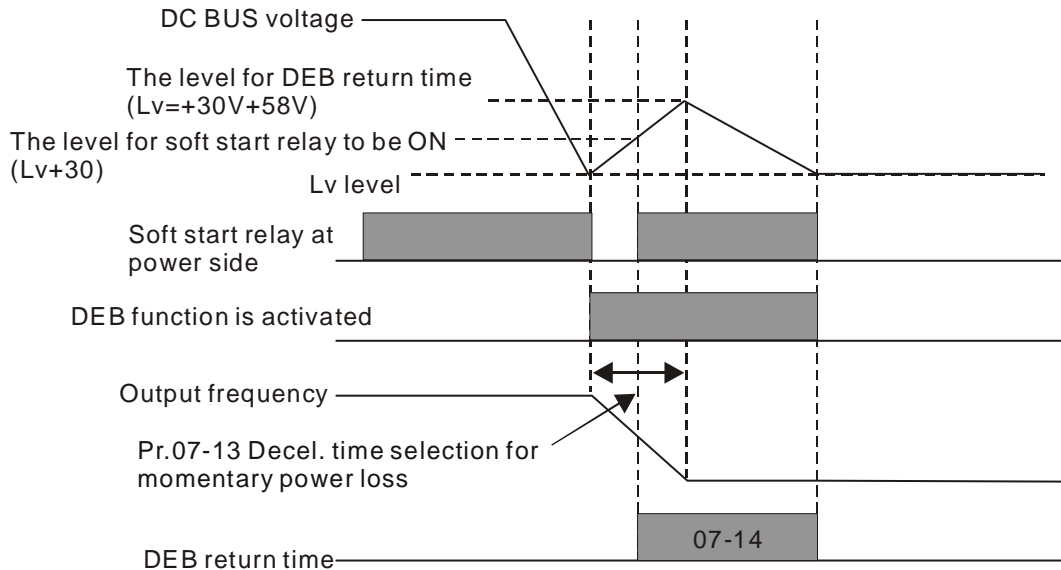 DC BUS voltage
The level for DEB return time
(Lv=+30V+58V)
The level for soft start relay to be ON
(Lv+30)
Lv level
Soft start relay at
power side
DEB function is activated
Output frequency
Pr.07-13 Decel. time selection for
momentary power loss
07-14
DEB return time